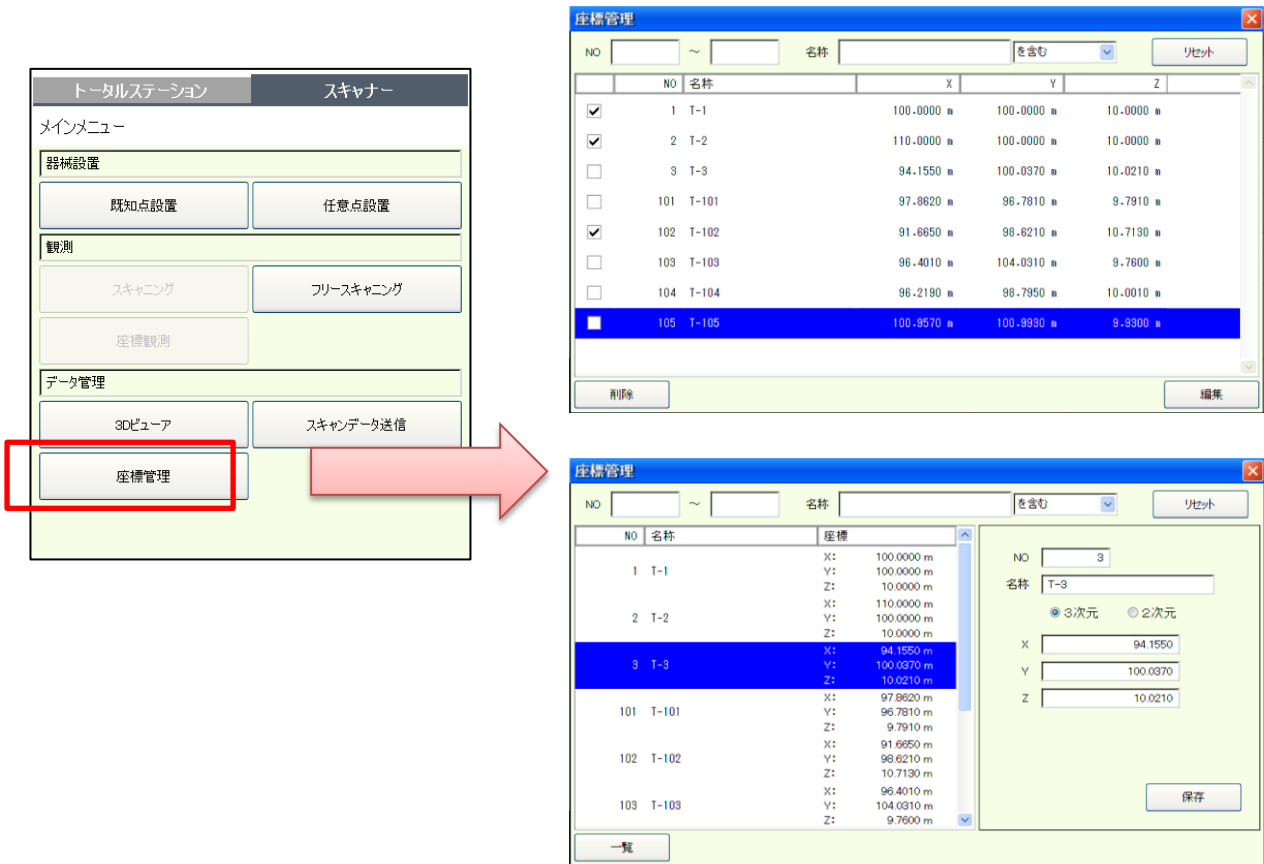 トータルステーション スキャナー
メインメニュー
器械設置
既知点設置 任意点設置
観測
スキャニング フリースキャニング
座標観測
データ管理
3Dビューア スキャンデータ送信
座標管理
座標管理
NO ～ 名称 を含む リセット
NO 名称 X Y Z
1 T-1 100.0000 m 100.0000 m 10.0000 m
2 T-2 110.0000 m 100.0000 m 10.0000 m
3 T-3 94.1550 m 100.0370 m 10.0210 m
101 T-101 97.8620 m 96.7810 m 9.7910 m
102 T-102 91.6650 m 98.6210 m 10.7130 m
103 T-103 96.4010 m 104.0310 m 9.7600 m
104 T-104 96.2190 m 98.7950 m 10.0010 m
105 T-105 100.9570 m 100.9930 m 9.9300 m
削除 編集
座標管理
NO ～ 名称 を含む リセット
NO 名称 座標
X: 100.0000 m
1 T-1 Y: 100.0000 m
Z: 10.0000 m
X: 110.0000 m
2 T-2 Y: 100.0000 m
Z: 10.0000 m
X: 94.1550 m
3 T-3 Y: 100.0370 m
Z: 10.0210 m
X: 97.8620 m
101 T-101 Y: 96.7810 m
Z: 9.7910 m
X: 91.6650 m
102 T-102 Y: 98.6210 m
Z: 10.7130 m
X: 96.4010 m
103 T-103 Y: 104.0310 m
Z: 9.7600 m
NO 3
名称 T-3
3次元 2次元
X 94.1550
Y 100.0370
Z 10.0210
保存
一覧